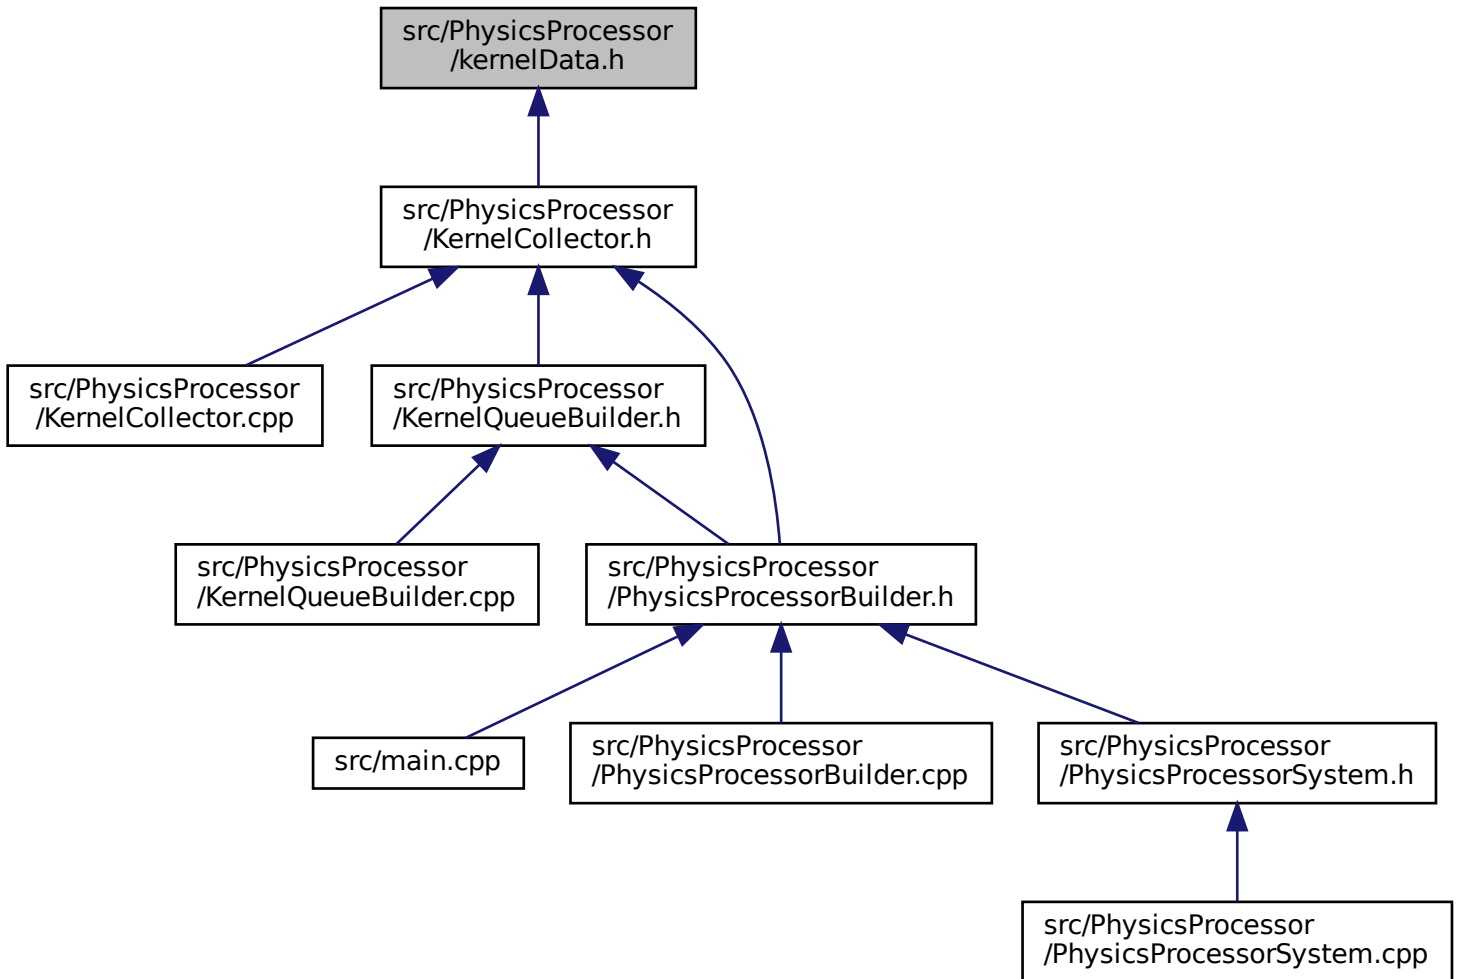 src/PhysicsProcessor
/kernelData.h
src/PhysicsProcessor
/KernelCollector.h
src/PhysicsProcessor
/KernelCollector.cpp
src/PhysicsProcessor
/KernelQueueBuilder.h
src/PhysicsProcessor
/KernelQueueBuilder.cpp
src/PhysicsProcessor
/PhysicsProcessorBuilder.h
src/main.cpp
src/PhysicsProcessor
/PhysicsProcessorBuilder.cpp
src/PhysicsProcessor
/PhysicsProcessorSystem.h
src/PhysicsProcessor
/PhysicsProcessorSystem.cpp